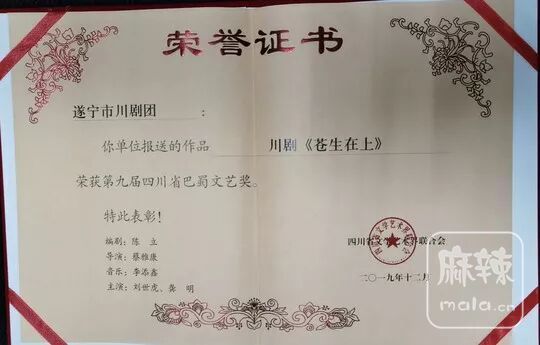 荣誉证书
遂宁市川剧团：
你单位报送的作品 川剧《苍生在上》
荣获第九届四川省巴蜀文艺奖。
特此表彰！
编剧：陈 立
导演：蔡雅康
音乐：李添鑫
主演：刘世虎、龚 明
四川省文学艺术界联合会
二〇一九年十二月
麻辣
mala.cn